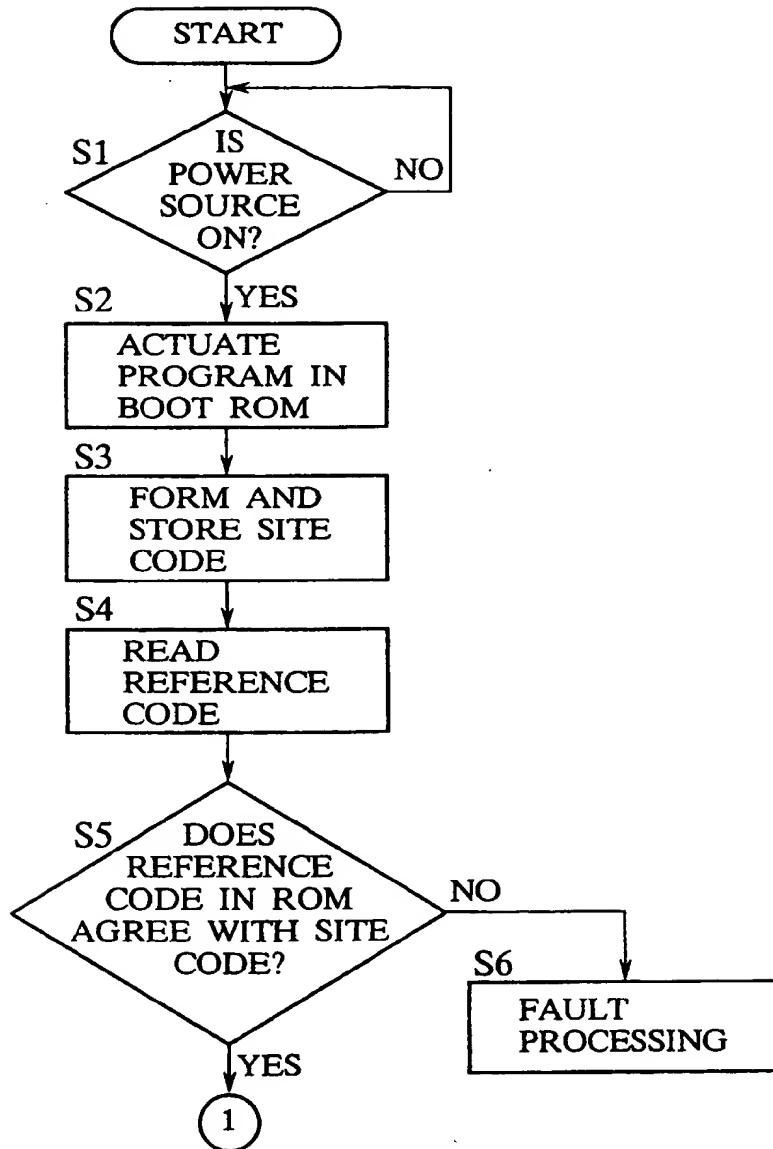 START
S1
IS
POWER
SOURCE
ON?
NO
YES
S2
ACTUATE
PROGRAM IN
BOOT ROM
S3
FORM AND
STORE SITE
CODE
S4
READ
REFERENCE
CODE
S5
DOES
REFERENCE
CODE IN ROM
AGREE WITH SITE
CODE?
NO
S6
FAULT
PROCESSING
YES
1